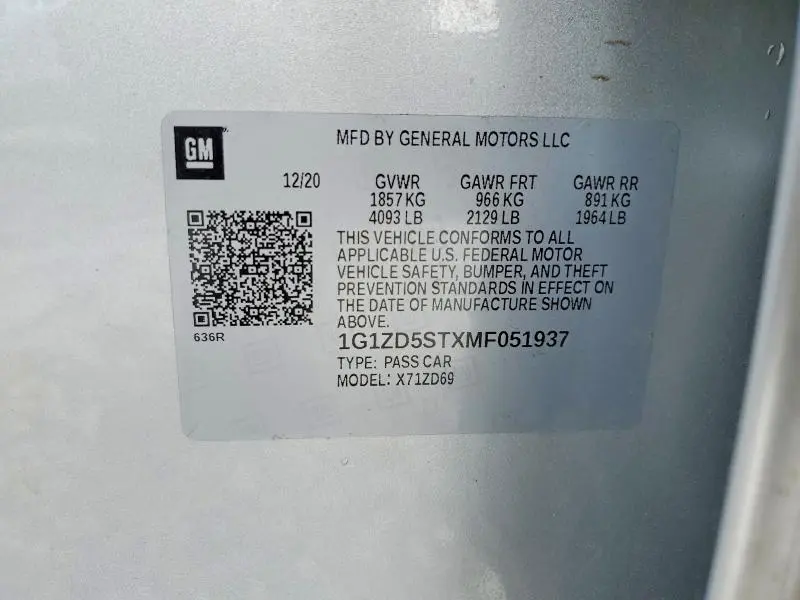 GM
MFD BY GENERAL MOTORS LLC
12/20 GVWR GAWR FRT GAWR RR
1857 KG 966 KG 891 KG
4093 LB 2129 LB 1964 LB
THIS VEHICLE CONFORMS TO ALL
APPLICABLE U.S. FEDERAL MOTOR
VEHICLE SAFETY, BUMPER, AND THEFT
PREVENTION STANDARDS IN EFFECT ON
THE DATE OF MANUFACTURE SHOWN
ABOVE.
636R
1G1ZD5STXMF051937
TYPE: PASS CAR
MODEL: X71ZD69